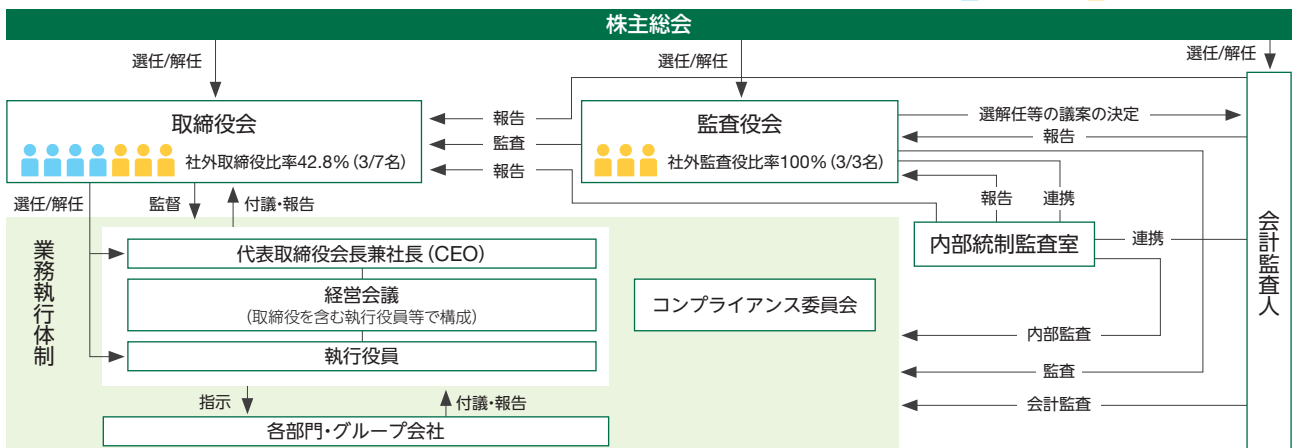 株主総会
選任/解任
選任/解任
選任/解任
取締役会
社外取締役比率42.8%(3/7名)
報告
監査
報告
監査役会
社外監査役比率100%(3/3名)
選解任等の議案の決定
報告
選任/解任
監督
付議・報告
報告
連携
内部統制監査室
連携
会計監査人
業務執行体制
代表取締役会長兼社長(CEO)
経営会議
(取締役を含む執行役員等で構成)
執行役員
コンプライアンス委員会
内部監査
監査
会計監査
指示
付議・報告
各部門・グループ会社